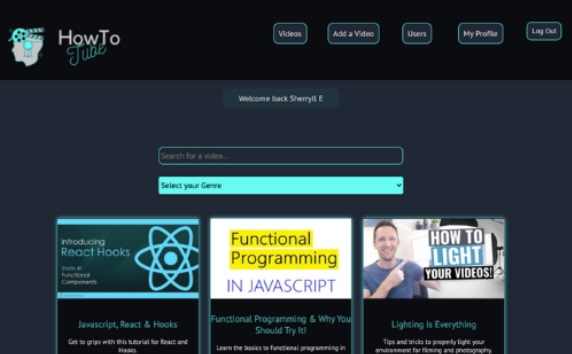 HowTo
Tube
Videos
Add a Video
Users
My Profile
Log Out
Welcome back Sherryll E
Search for a video..
Select your Genre
Introducing
React Hooks
State in
Functional
Components
Functional
Programming
IN JAVASCRIPT
HOW TO
LIGHT
YOUR VIDEOS!
Javascript, React & Hooks
Get to grips with this tutorial for React and
Hooks.
Functional Programming & Why You
Should Try It!
Learn the basics to functional programming in
Lighting is Everything
Tips and tricks to properly light your
environment for filming and photography.